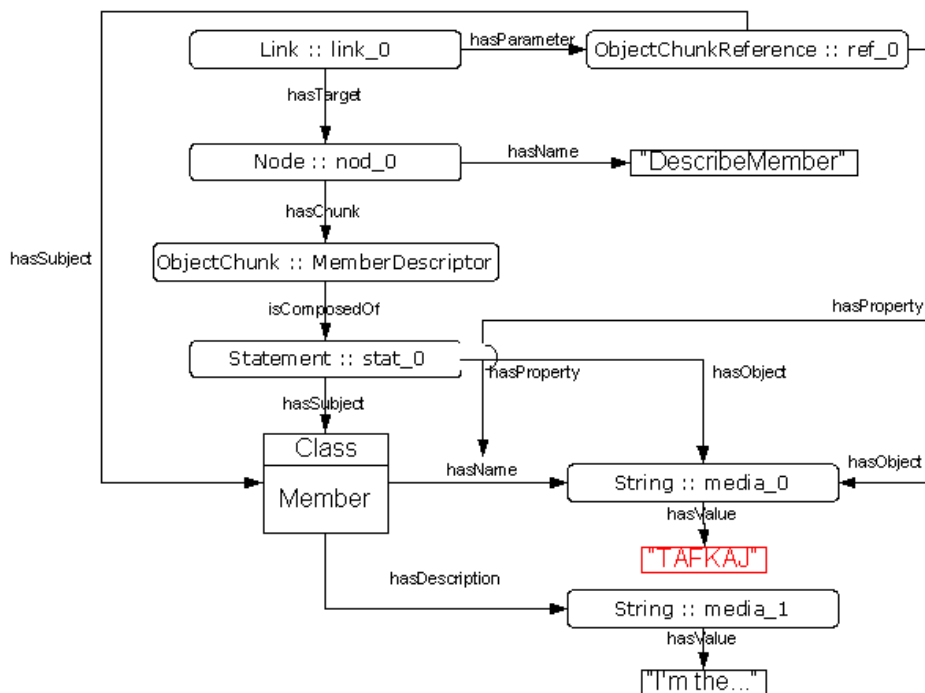 Link :: link_0
hasParameter
ObjectChunkReference :: ref_0
hasTarget
Node :: nod_0
hasName
"DescribeMember"
hasChunk
hasSubject
ObjectChunk :: MemberDescriptor
isComposedOf
hasProperty
Statement :: stat_0
hasProperty
hasObject
hasSubject
Class
Member
hasName
hasObject
String :: media_0
hasValue
"TAFKAJ"
hasDescription
String :: media_1
hasValue
"I'm the..."